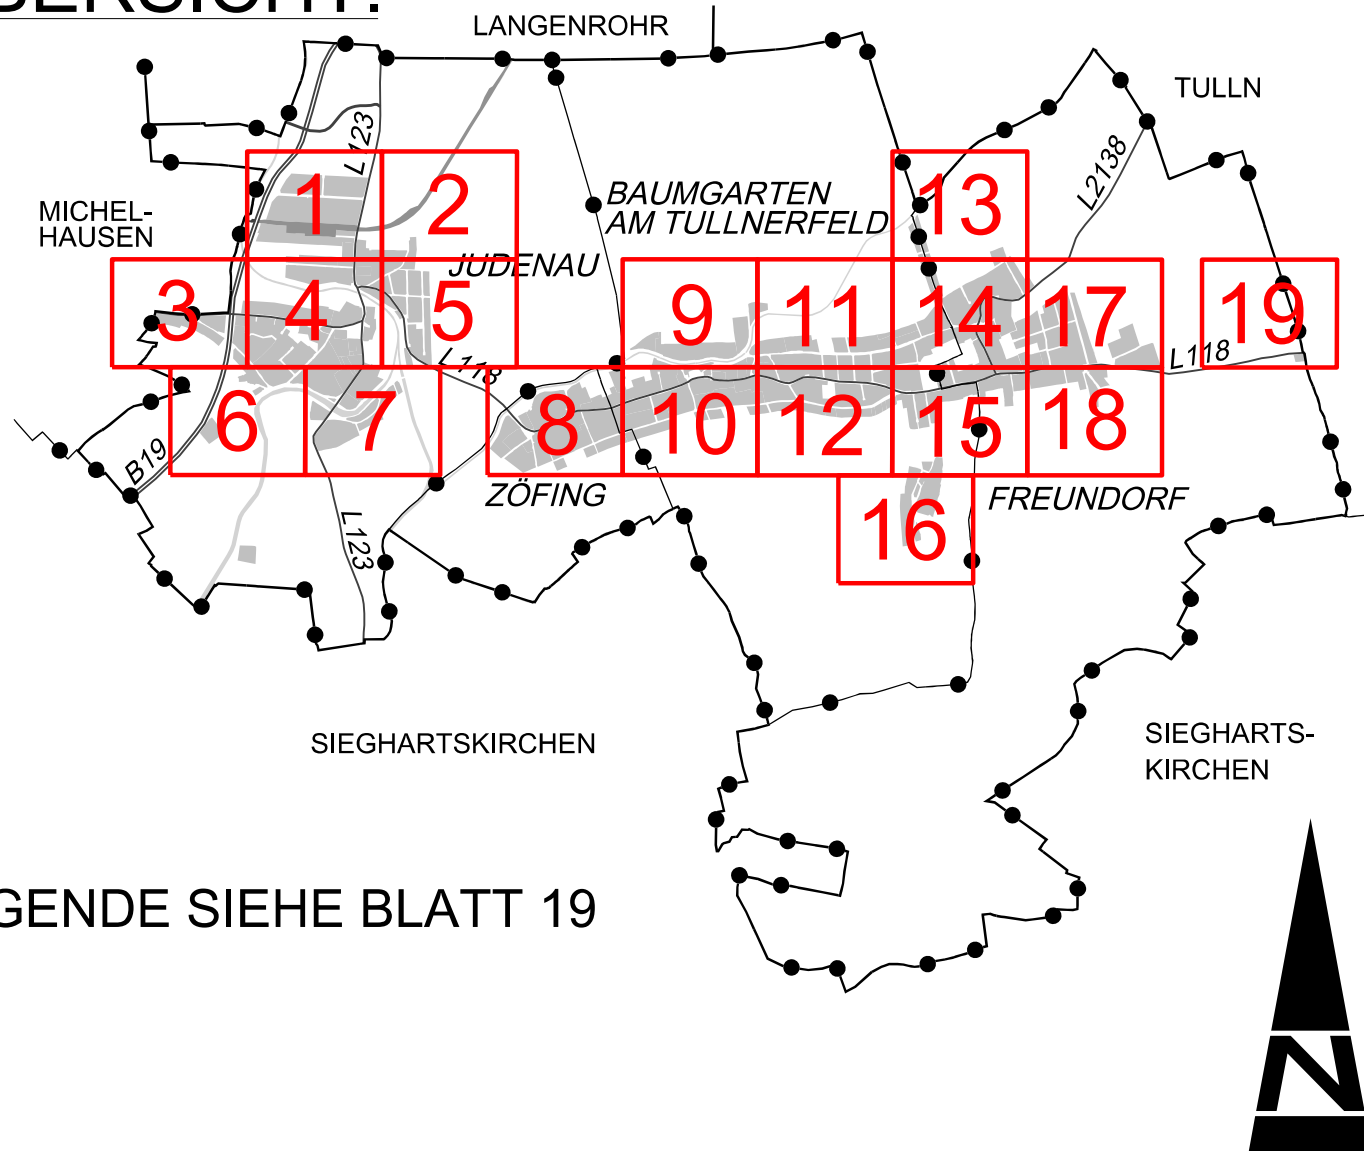 BERSICHT:
LANGENROHR
TULLN
L123
L2138
1
2
13
BAUMGARTEN
AM TULLNERFELD
MICHEL-
HAUSEN
JUDENAU
3
4
5
9
11
14
17
19
L118
L118
6
7
8
10
12
15
18
B19
ZÖFING
FREUNDORF
16
L123
SIEGHARTSKIRCHEN
SIEGHARTS-
KIRCHEN
GENDE SIEHE BLATT 19
N